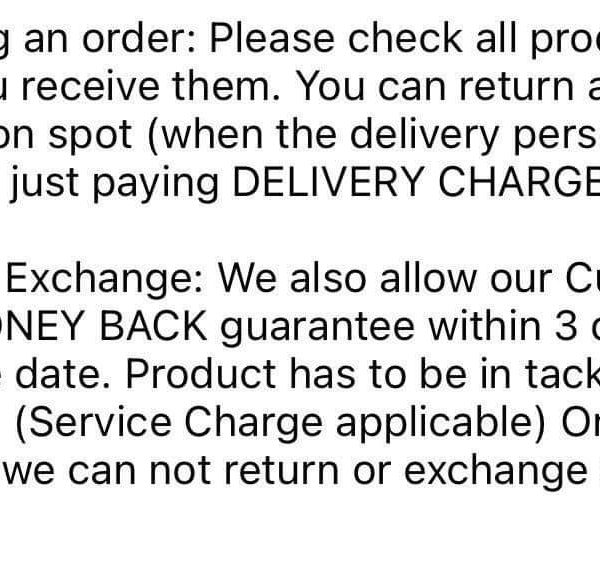 g an order: Please check all pro
u receive them. You can return a
on spot (when the delivery pers
just paying DELIVERY CHARGE
Exchange: We also allow our Cu
ONEY BACK guarantee within 3
date. Product has to be in tack
(Service Charge applicable) Or
we can not return or exchange